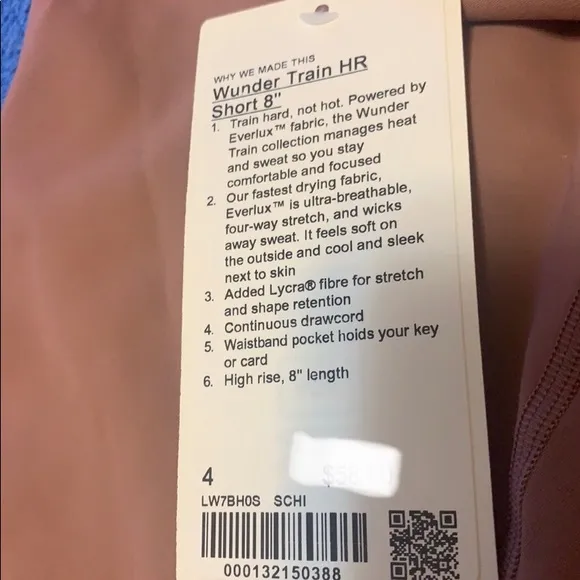 WHY WE MADE THIS
Wunder Train HR
Short 8"
1. Train hard, not hot. Powered by
Everlux™ fabric, the Wunder
Train collection manages heat
and sweat so you stay
comfortable and focused
2. Our fastest drying fabric,
Everlux™ is ultra-breathable,
four-way stretch, and wicks
away sweat. It feels soft on
the outside and cool and sleek
next to skin
3. Added Lycra® fibre for stretch
and shape retention
4. Continuous drawcord
5. Waistband pocket holds your key
or card
6. High rise, 8" length
4
LW7BH0S SCHI
000132150388